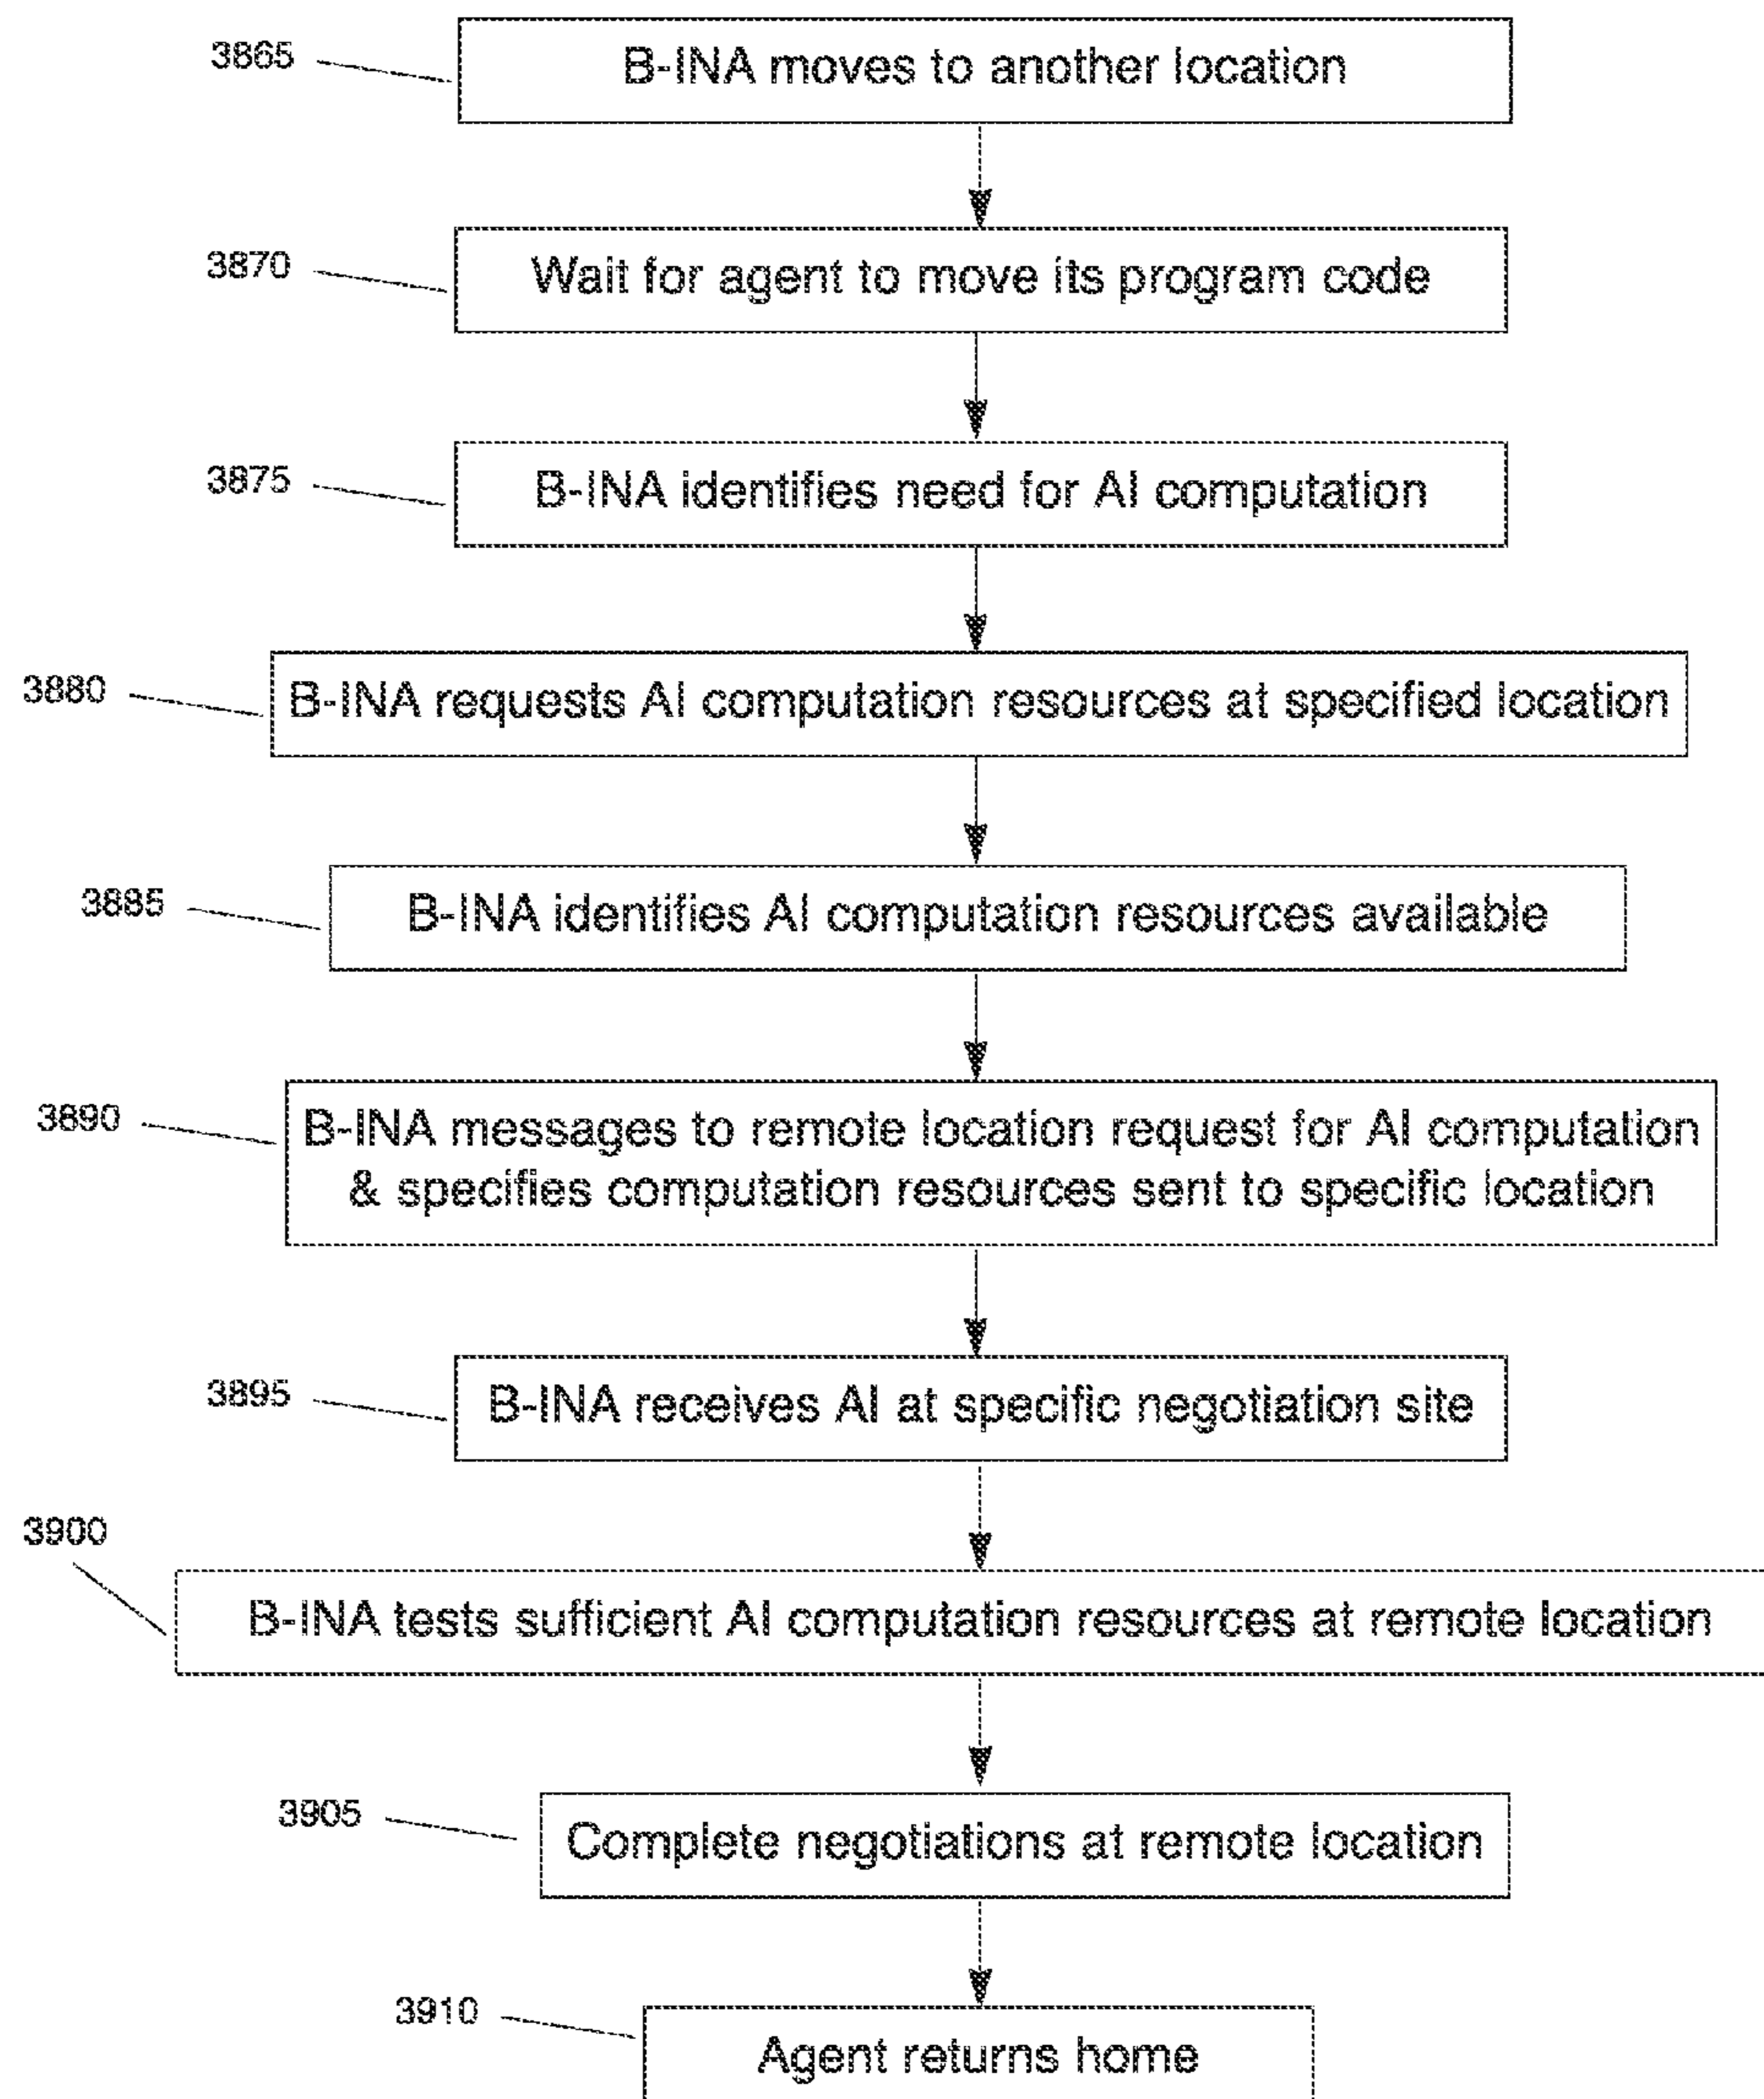 3865
B-INA moves to another location
3870
Wait for agent to move its program code
3875
B-INA identifies need for AI computation
3880
B-INA requests AI computation resources at specified location
3885
B-INA identifies AI computation resources available
3890
B-INA messages to remote location request for AI computation
& specifies computation resources sent to specific location
3895
B-INA receives AI at specific negotiation site
3900
B-INA tests sufficient AI computation resources at remote location
3905
Complete negotiations at remote location
3910
Agent returns home